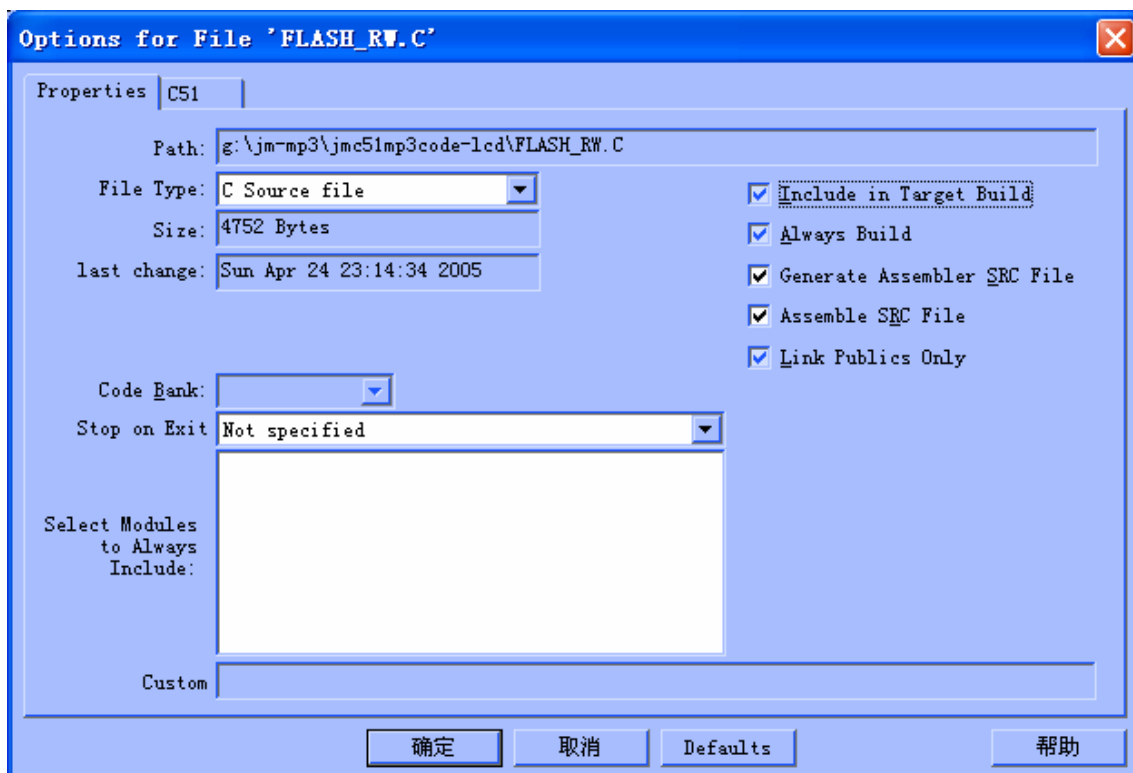 Options for File 'FLASH_RW.C'
Properties C51
Path: g:\jm-mp3\jmc51mp3code-lcd\FLASH_RW.C
File Type: C Source file
Include in Target Build
Size: 4752 Bytes
Always Build
last change: Sun Apr 24 23:14:34 2005
Generate Assembler SRC File
Assemble SRC File
Link Publics Only
Code Bank:
Stop on Exit Not specified
Select Modules
to Always
Include:
Custom
确定 取消 Defaults 帮助